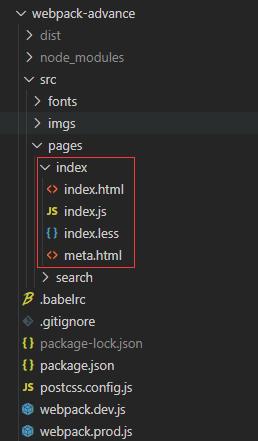 webpack-advance
dist
node_modules
src
fonts
imgs
pages
index
index.html
JS index.js
index.less
meta.html
search
.babelrc
.gitignore
package-lock.json
package.json
JS postcss.config.js
webpack.dev.js
webpack.prod.js